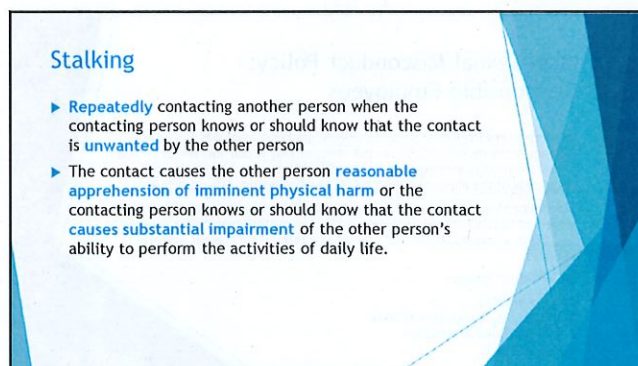 Stalking
Repeatedly contacting another person when the
contacting person knows or should know that the contact
is unwanted by the other person
The contact causes the other person reasonable
apprehension of imminent physical harm or the
contacting person knows or should know that the contact
causes substantial impairment of the other person's
ability to perform the activities of daily life.